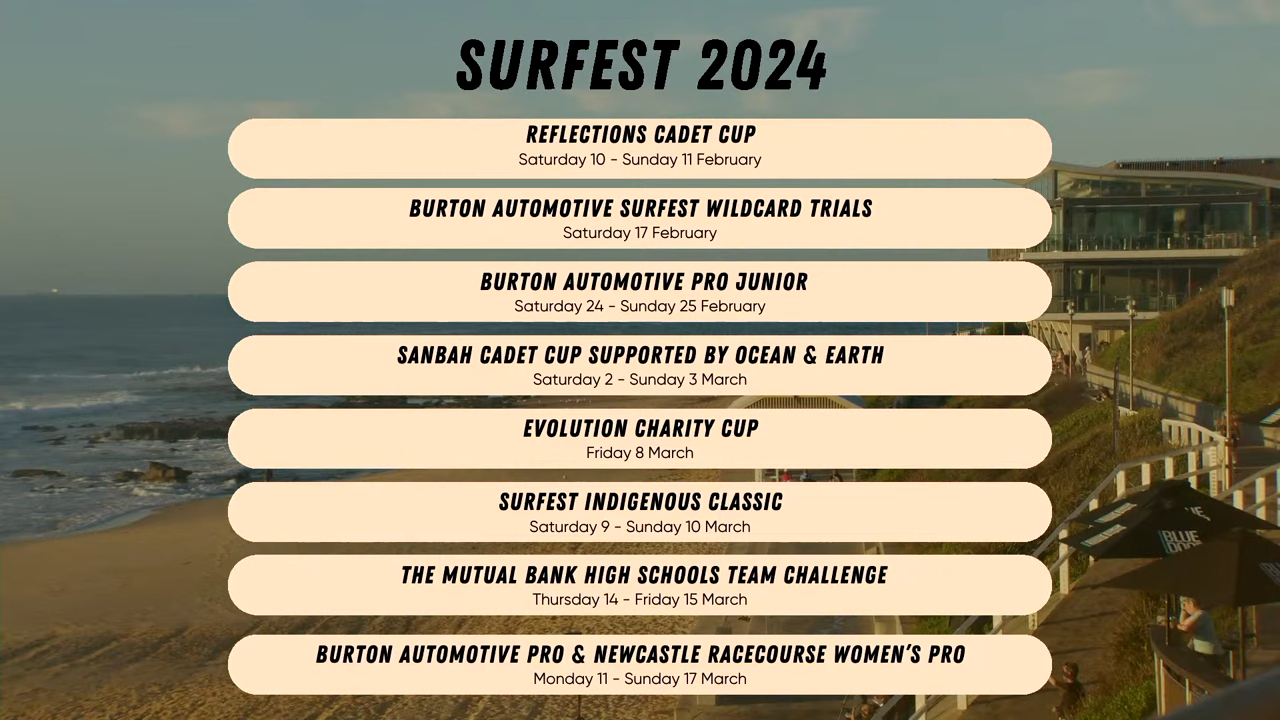 SURFEST 2024
REFLECTIONS CADET CUP
Saturday 10 - Sunday 11 February
BURTON AUTOMOTIVE SURFEST WILDCARD TRIALS
Saturday 17 February
BURTON AUTOMOTIVE PRO JUNIOR
Saturday 24 - Sunday 25 February
SANBAH CADET CUP SUPPORTED BY OCEAN & EARTH
Saturday 2 - Sunday 3 March
EVOLUTION CHARITY CUP
Friday 8 March
SURFEST INDIGENOUS CLASSIC
Saturday 9 - Sunday 10 March
THE MUTUAL BANK HIGH SCHOOLS TEAM CHALLENGE
Thursday 14 - Friday 15 March
BURTON AUTOMOTIVE PRO & NEWCASTLE RACECOURSE WOMEN'S PRO
Monday 11 - Sunday 17 March
BLUE